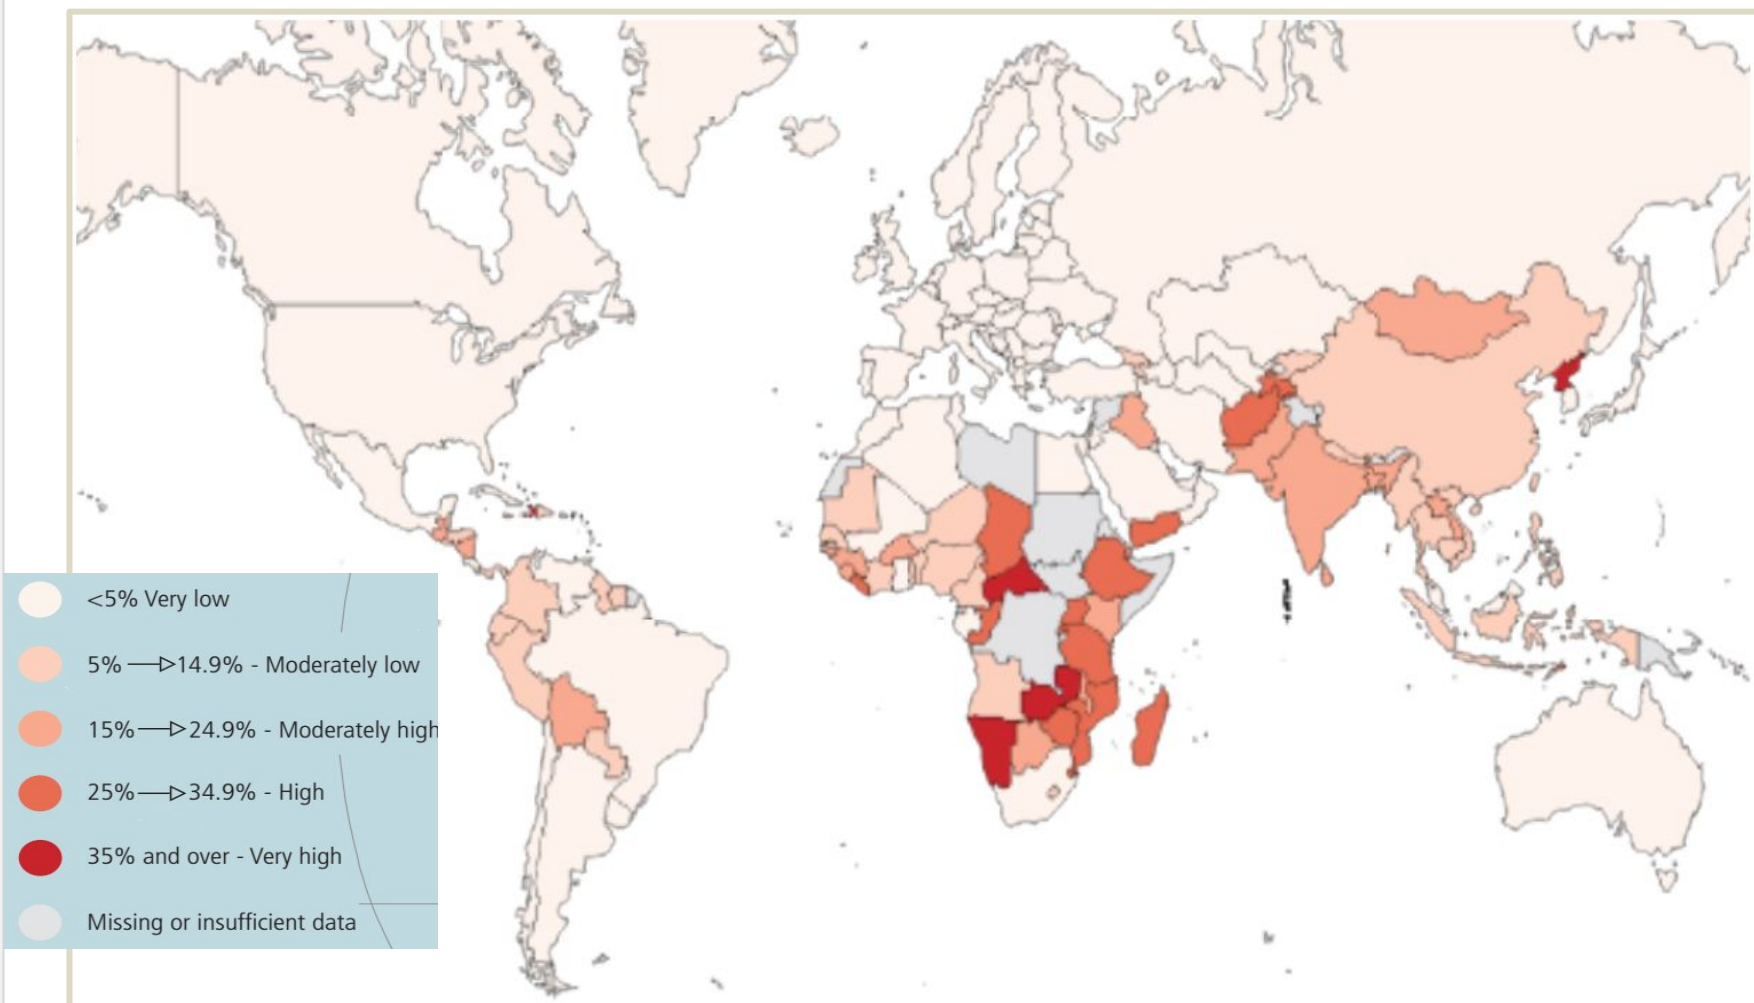 <5% Very low
5% —▷14.9% - Moderately low
15%—▷24.9% - Moderately high
25%—▷34.9% - High
35% and over - Very high
Missing or insufficient data